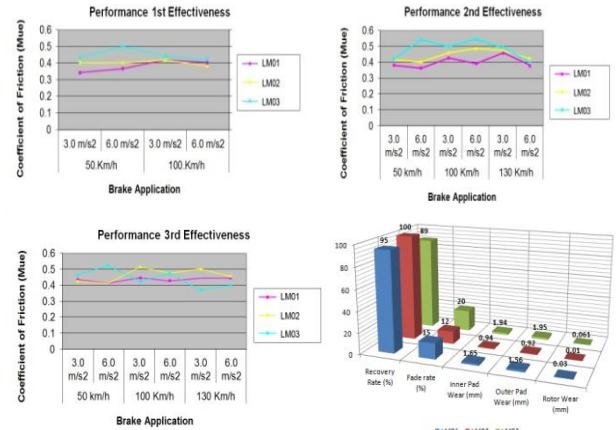 Performance 1st Effectiveness
Coefficient of Friction (Mue)
0.6
0.5
0.4
0.3
0.2
0.1
0
3.0 m/s2 6.0 m/s2 3.0 m/s2 6.0 m/s2
50.Km/h 100.Km/h
Brake Application
LM01
LM02
LM03
Performance 2nd Effectiveness
Coefficient of Friction (Mue)
0.6
0.5
0.4
0.3
0.2
0.1
0
3.0 6.0 3.0 6.0 3.0 6.0
m/s2 m/s2 m/s2 m/s2 m/s2 m/s2
50 km/h 100 Km/h 130 Km/h
Brake Application
LM01
LM02
LM03
Performance 3rd Effectiveness
Coefficient of Friction (Mue)
0.6
0.5
0.4
0.3
0.2
0.1
0
3.0 6.0 3.0 6.0 3.0 6.0
m/s2 m/s2 m/s2 m/s2 m/s2 m/s2
50 km/h 100 Km/h 130 Km/h
Brake Application
LM01
LM02
LM03
100
80
60
40
20
0
95 100 89
15 12 20
1.65 0.94 1.94
1.56 0.92 1.95
0.03 0.01 0.061
Recovery Rate (%)
Fade rate (%)
Inner Pad Wear (mm)
Outer Pad Wear (mm)
Rotor Wear (mm)